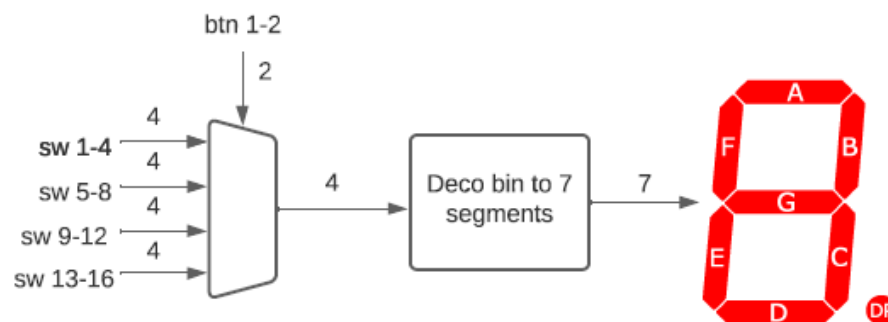 btn 1-2
2
4
sw 1-4
4
sw 5-8
4
sw 9-12
4
sw 13-16
4
Deco bin to 7
segments
7
A
F
B
G
E
C
D
DP